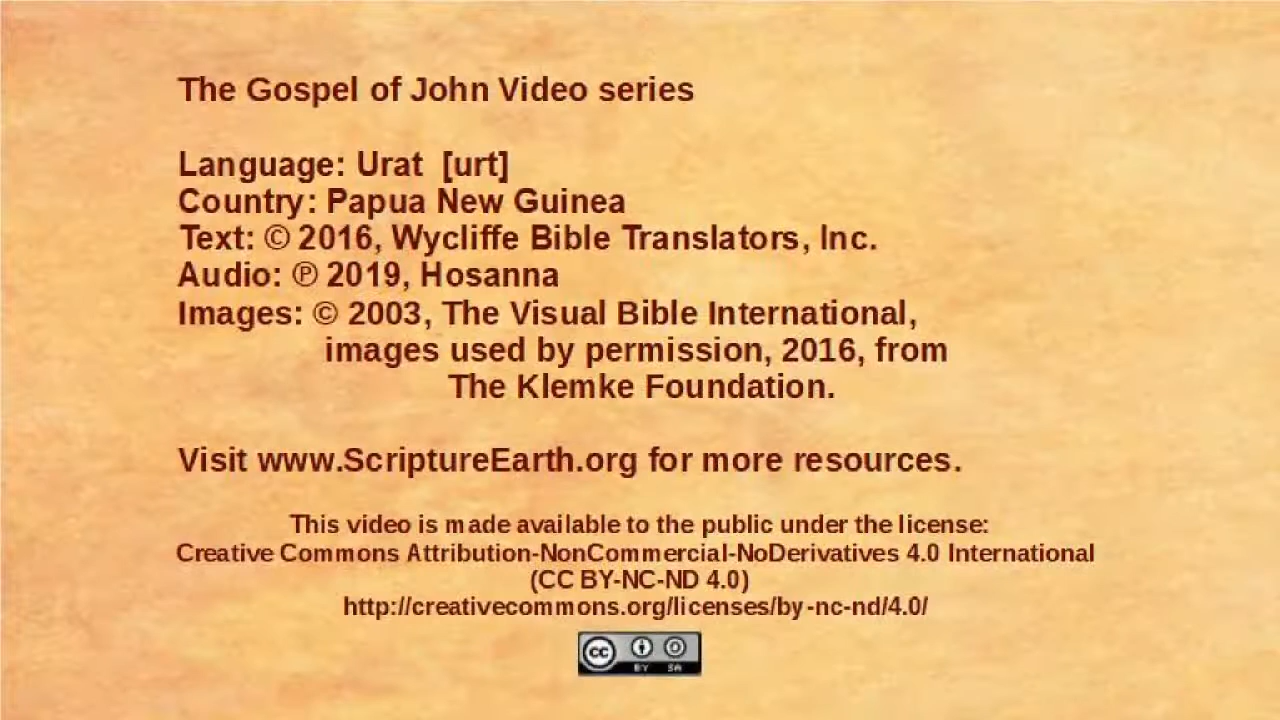 The Gospel of John Video series
Language: Urat [urt]
Country: Papua New Guinea
Text: © 2016, Wycliffe Bible Translators, Inc.
Audio: ℗ 2019, Hosanna
Images: © 2003, The Visual Bible International,
images used by permission, 2016, from
The Klemke Foundation.
Visit www.ScriptureEarth.org for more resources.
This video is made available to the public under the license:
Creative Commons Attribution-NonCommercial-NoDerivatives 4.0 International
(CC BY-NC-ND 4.0)
http://creativecommons.org/licenses/by-nc-nd/4.0/
cc BY SA